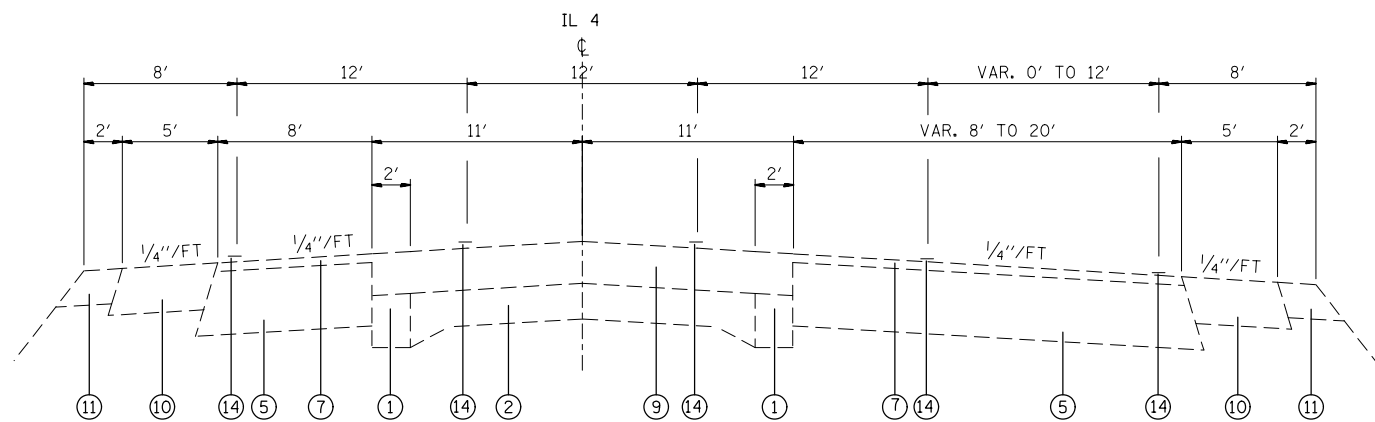 IL 4
℄
8' 12' 12' 12' VAR. 0' TO 12' 8'
2' 5' 8' 11' 11' VAR. 8' TO 20' 5' 2'
2' 2'
1/4"/FT 1/4"/FT 1/4"/FT 1/4"/FT
11 10 14 5 7 1 14 2 9 14 1 7 14 5 14 10 11